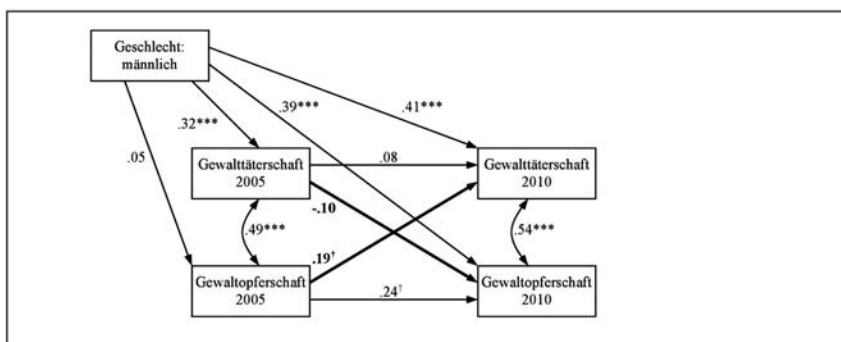 Geschlecht:
männlich
.39***
.41***
.32***
.05
Gewalttäterschaft
2005
.08
Gewalttäterschaft
2010
-.10
.49***
.54***
.19†
Gewaltopferschaft
2005
.24†
Gewaltopferschaft
2010